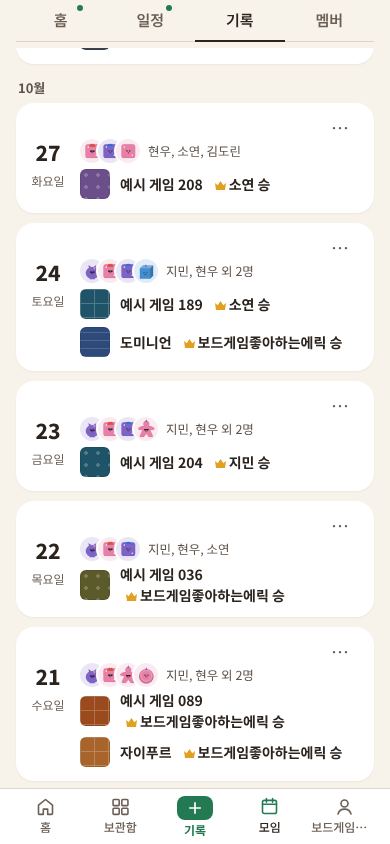 홈 일정 기록 멤버
10월
27
화요일
현우, 소연, 김도린
예시 게임 208 소연 승
24
토요일
지민, 현우 외 2명
예시 게임 189 소연 승
도미니언 보드게임좋아하는에릭 승
23
금요일
지민, 현우 외 2명
예시 게임 204 지민 승
22
목요일
지민, 현우, 소연
예시 게임 036
보드게임좋아하는에릭 승
21
수요일
지민, 현우 외 2명
예시 게임 089
보드게임좋아하는에릭 승
자이푸르 보드게임좋아하는에릭 승
홈 보관함 기록 모임 보드게임…